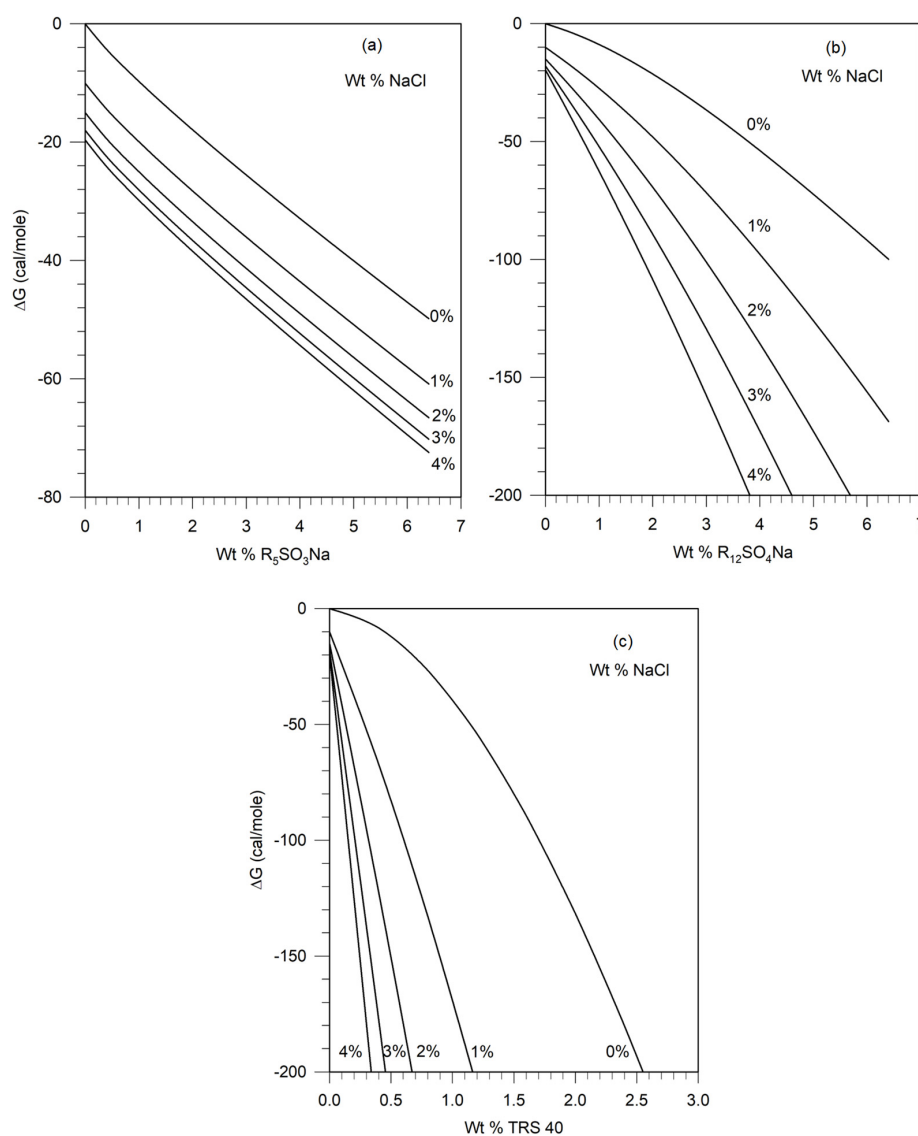 (a)
Wt % NaCl
0
-20
-40
-60
-80
ΔG (cal/mole)
0%
1%
2%
3%
4%
0 1 2 3 4 5 6 7
Wt % R₅SO₃Na
(b)
Wt % NaCl
0
-50
-100
-150
-200
0%
1%
2%
3%
4%
0 1 2 3 4 5 6 7
Wt % R₁₂SO₄Na
(c)
Wt % NaCl
0
-50
-100
-150
-200
ΔG (cal/mole)
4% 3% 2% 1% 0%
0.0 0.5 1.0 1.5 2.0 2.5 3.0
Wt % TRS 40